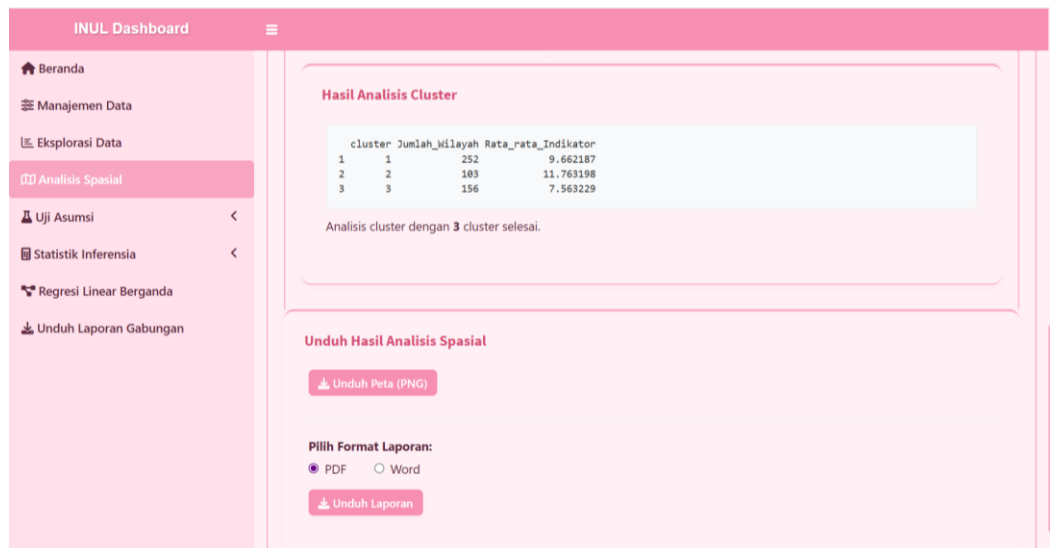 INUL Dashboard
Beranda
Manajemen Data
Eksplorasi Data
Analisis Spasial
Uji Asumsi
Statistik Inferensia
Regresi Linear Berganda
Unduh Laporan Gabungan
Hasil Analisis Cluster
cluster Jumlah_Wilayah Rata_rata_Indikator
1 1 252 9.662187
2 2 103 11.763198
3 3 156 7.563229
Analisis cluster dengan 3 cluster selesai.
Unduh Hasil Analisis Spasial
Unduh Peta (PNG)
Pilih Format Laporan:
PDF Word
Unduh Laporan